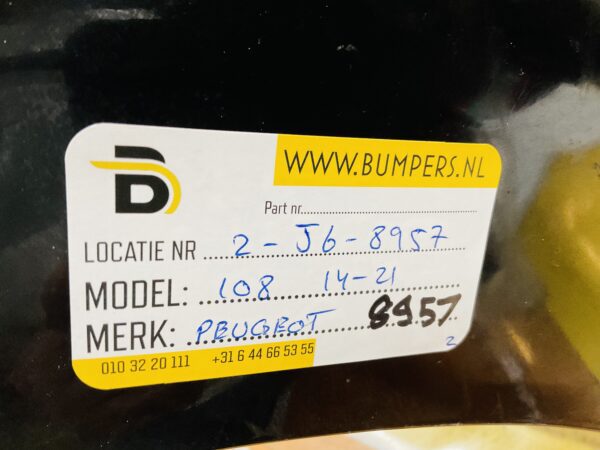 WWW.BUMPERS.NL
Part nr
LOCATIE NR 2-J6-8957
MODEL: 108 14-21
MERK: PEUGEOT 8957
010 32 20 111 +31 6 44 66 53 55 2